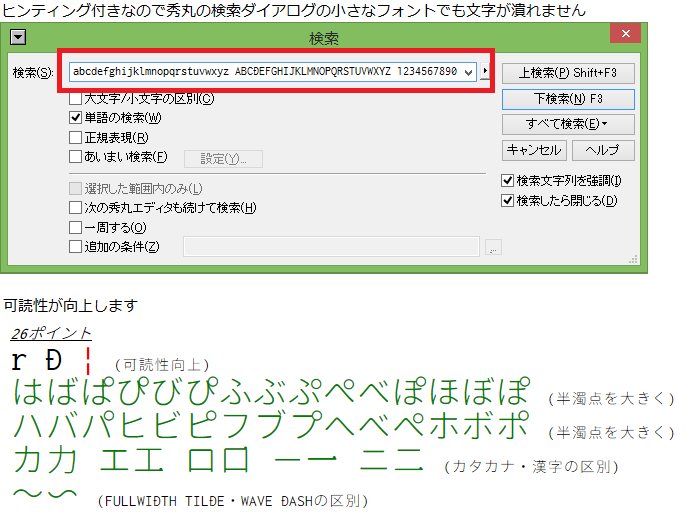 ヒンティング付きなので秀丸の検索ダイアログの小さなフォントでも文字が潰れません
検索
検索(S):
abcdefghijklmnopqrstuvwxyz ABCĐEFGHIJKLMNOPQRSTUVWXYZ 1234567890
上検索(P) Shift+F3
大文字/小文字の区別(C)
下検索(N) F3
単語の検索(W)
すべて検索(E)
正規表現(R)
キャンセル
ヘルプ
あいまい検索(F)
設定(Y)...
検索文字列を強調(I)
選択した範囲内のみ(L)
検索したら閉じる(D)
次の秀丸エディタも続けて検索(H)
一周する(O)
追加の条件(Z)
...
可読性が向上します
26ポイント
r Đ ¦ (可読性向上)
はばぱぴびぴふぶぷぺべぽほぼぽ (半濁点を大きく)
ハバパヒビピフブプヘベペホボポ (半濁点を大きく)
カ力 エ工 ロ口 ー一 ニ二 (カタカナ・漢字の区別)
~〜 (FULLWIĐTH TILĐE・WAVE ĐASHの区別)